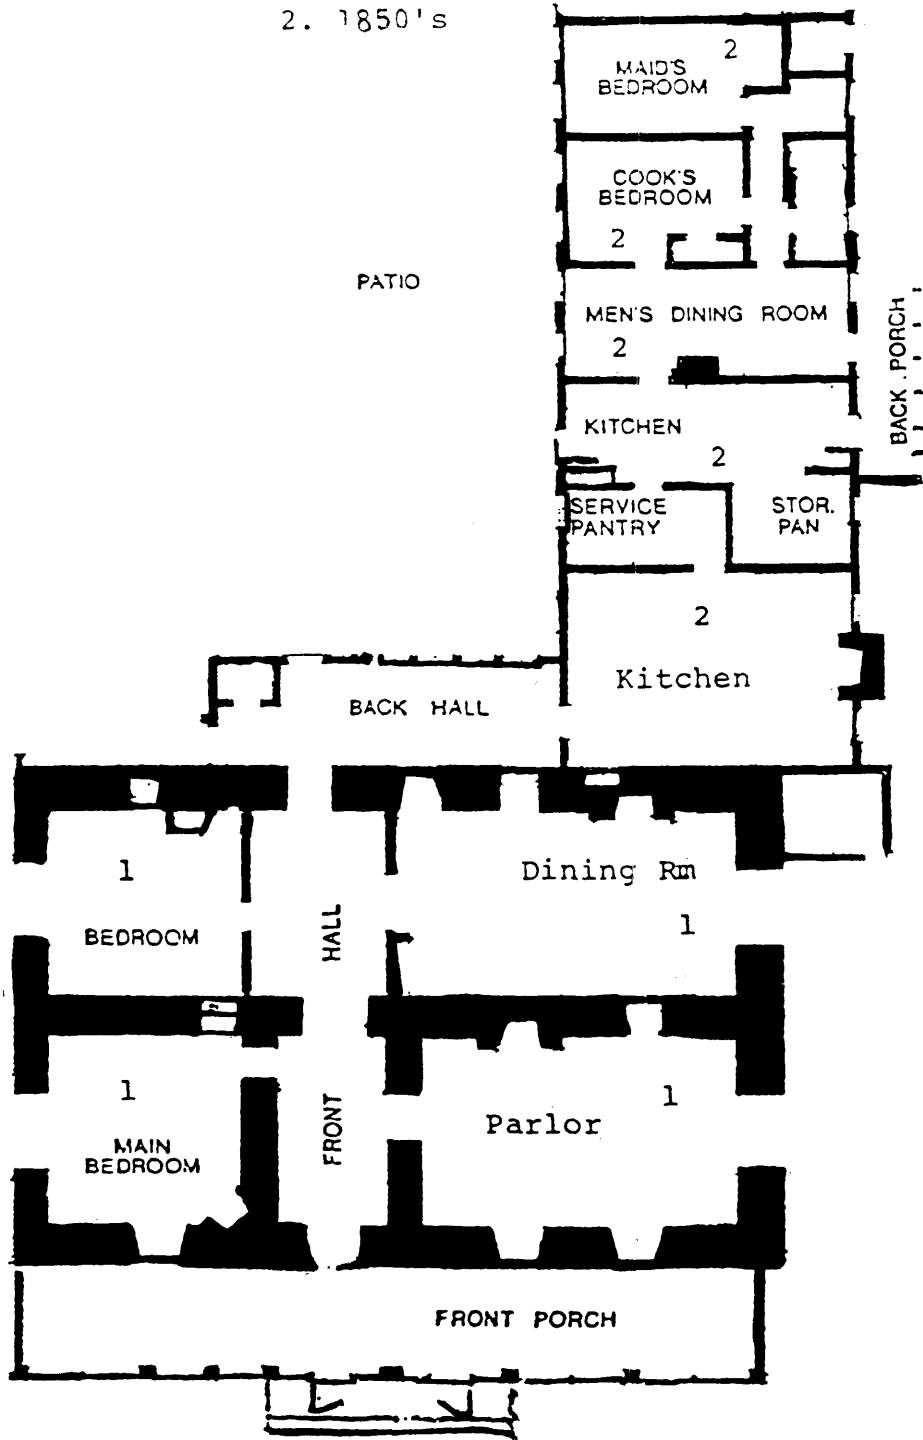 2. 1850's
2
MAID'S
BEDROOM
COOK'S
BEDROOM
2
PATIO
MEN'S DINING ROOM
2
BACK PORCH
KITCHEN
2
SERVICE
PANTRY
STOR.
PAN
2
Kitchen
BACK HALL
1
Dining Rm
1
BEDROOM
HALL
1
1
FRONT
Parlor
MAIN
BEDROOM
FRONT PORCH